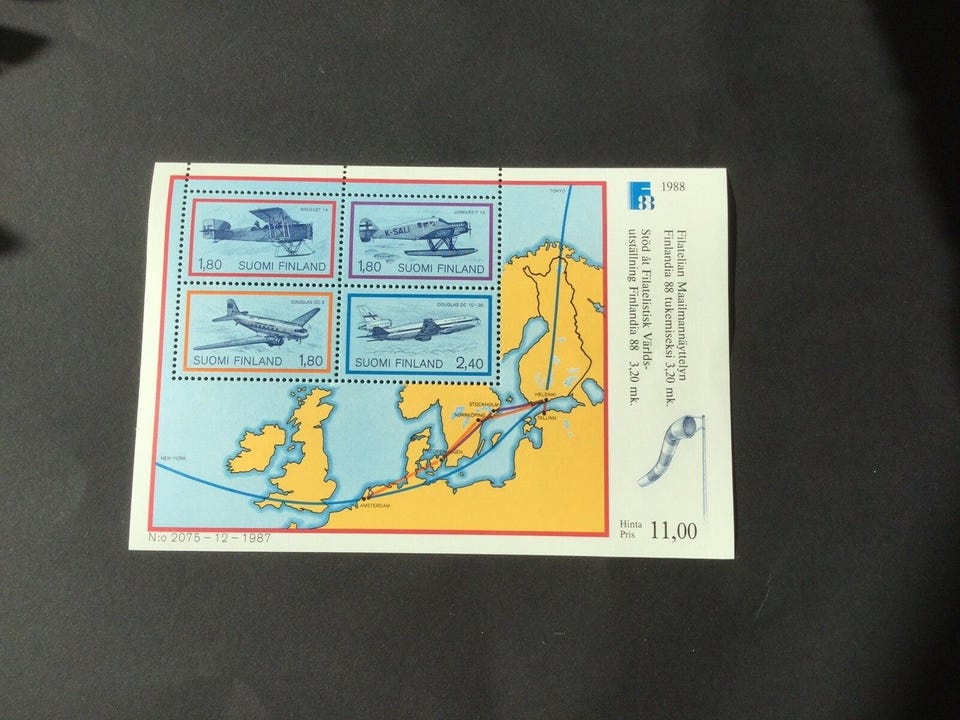 BREGUET 14
1,80 SUOMI FINLAND
JUNKERS F 13
K-SALI
1,80 SUOMI FINLAND
DOUGLAS DC 3
SUOMI FINLAND 1,80
DOUGLAS DC 10-30
SUOMI FINLAND 2,40
TOKYO
HELSINKI
STOCKHOLM
NORRKÖPING
TALLINN
NEW YORK
AMSTERDAM
N:o 2075-12-1987
88
1988
Filatelian Maailmannäyttelyn
Finlandia 88 tukemiseksi 3,20 mk.
Stöd åt Filatelistisk Världs-
utställning Finlandia 88 3,20 mk.
Hinta
Pris 11,00